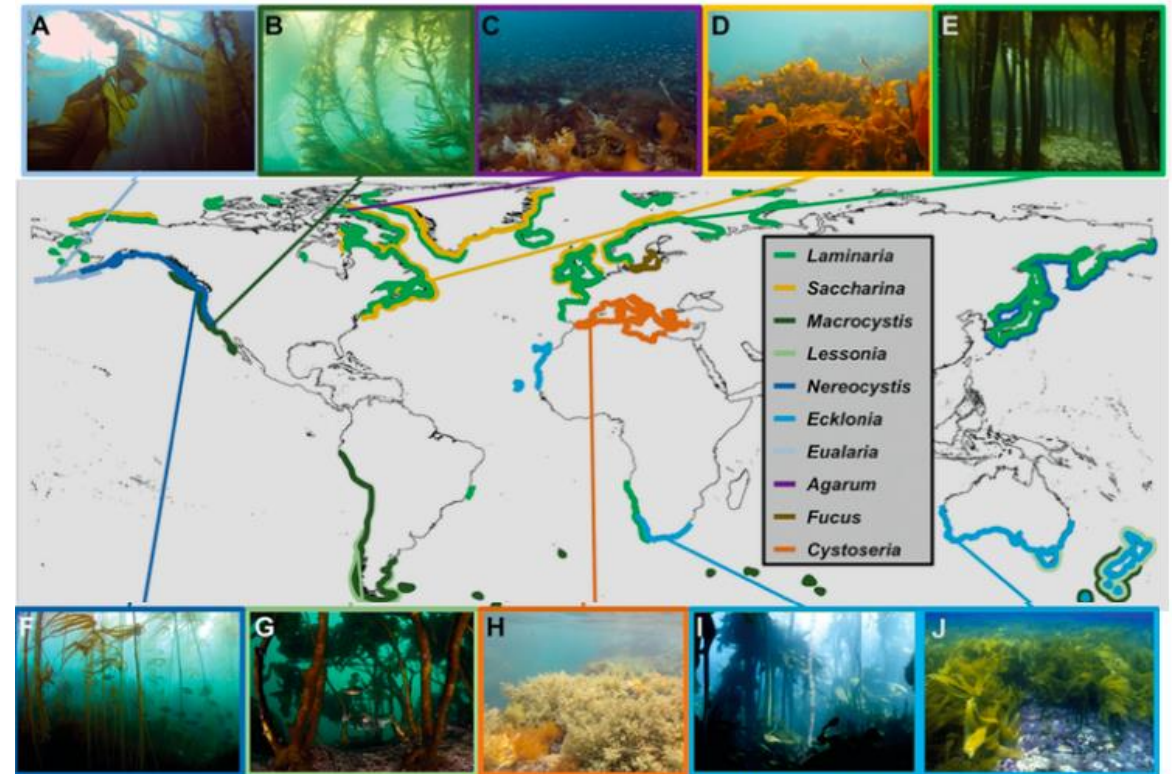 A
B
C
D
E
Laminaria
Saccharina
Macrocystis
Lessonia
Nereocystis
Ecklonia
Eualaria
Agarum
Fucus
Cystoseria
F
G
H
I
J